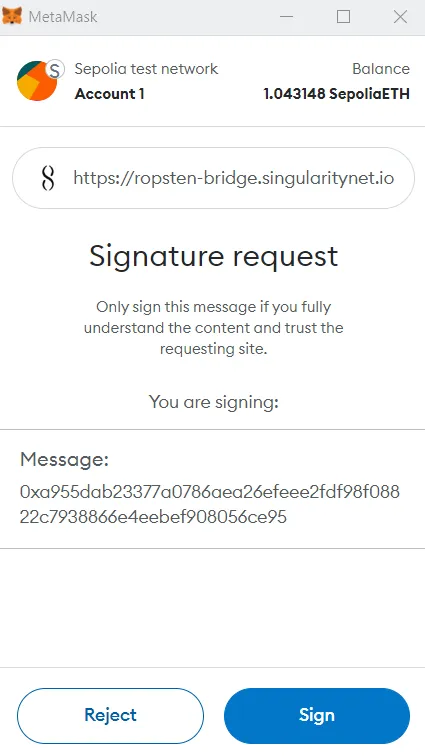 MetaMask
Sepolia test network
Balance
S
Account 1
1.043148 SepoliaETH
https://ropsten-bridge.singularitynet.io
Signature request
Only sign this message if you fully
understand the content and trust the
requesting site.
You are signing:
Message:
0xa955dab23377a0786aea26efeee2fdf98f088
22c7938866e4eebef908056ce95
Reject
Sign